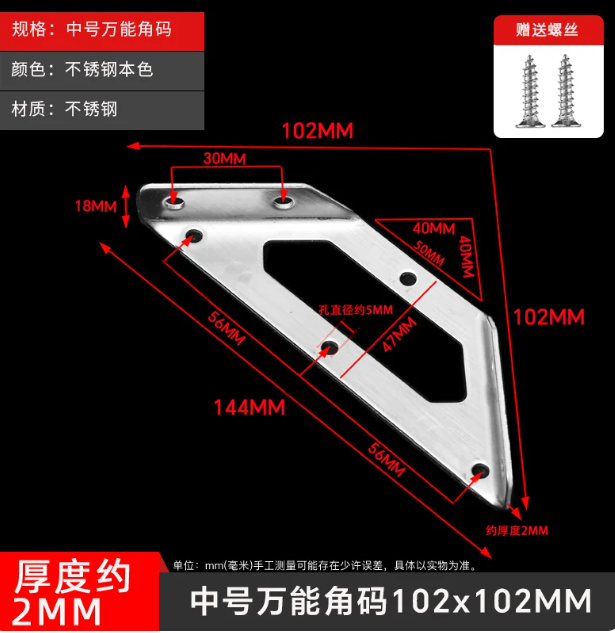 规格：中号万能角码
赠送螺丝
颜色：不锈钢本色
材质：不锈钢
102MM
30MM
18MM
40MM
40MM
50MM
孔直径约5MM
102MM
56MM
47MM
144MM
56MM
约厚度2MM
单位：mm(毫米)手工测量可能存在少许误差，具体以实物为准。
厚度约
2MM
中号万能角码102x102MM